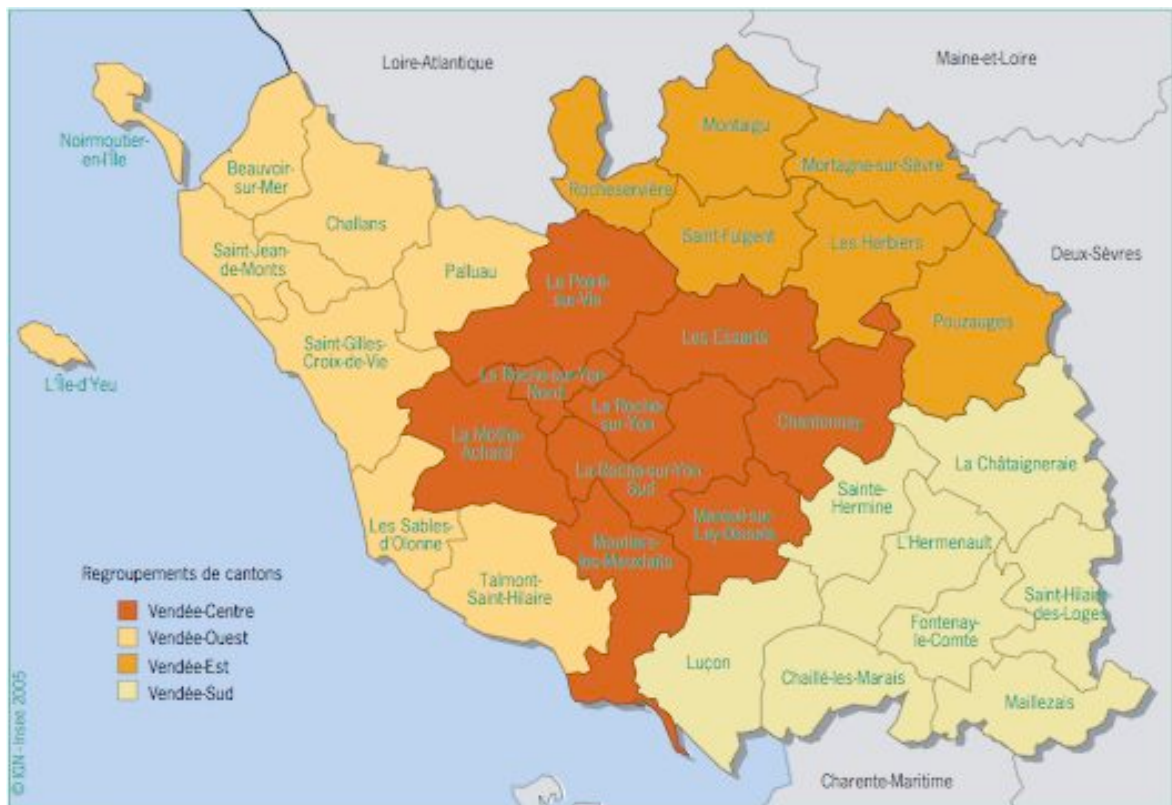 Loire-Atlantique
Maine-et-Loire
Noirmoutier-
en-l'Île
Beauvoir-
sur-Mer
Challans
Saint-Jean-
de-Monts
Palluau
Saint-Gilles-
Croix-de-Vie
L'Île-d'Yeu
Rocheservière
Montaigu
Mortagne-sur-Sèvre
Saint-Fulgent
Les Herbiers
Deux-Sèvres
Pouzauges
Le Poiré-
sur-Vie
Les Essarts
La Roche-sur-Yon
Nord
La Roche-
sur-Yon
Chantonnay
La Mothe-
Achard
La Roche-sur-Yon
Sud
La Châtaigneraie
Sainte-
Hermine
Mareuil-sur-
Lay-Dissais
Les Sables-
d'Olonne
Moutiers-
les-Mauxfaits
L'Hermenault
Talmont-
Saint-Hilaire
Saint-Hilaire-
des-Loges
Fontenay-
le-Comte
Luçon
Chaillé-les-Marais
Maillezais
Charente-Maritime
Regroupements de cantons
Vendée-Centre
Vendée-Ouest
Vendée-Est
Vendée-Sud
© IGN - Insee 2005